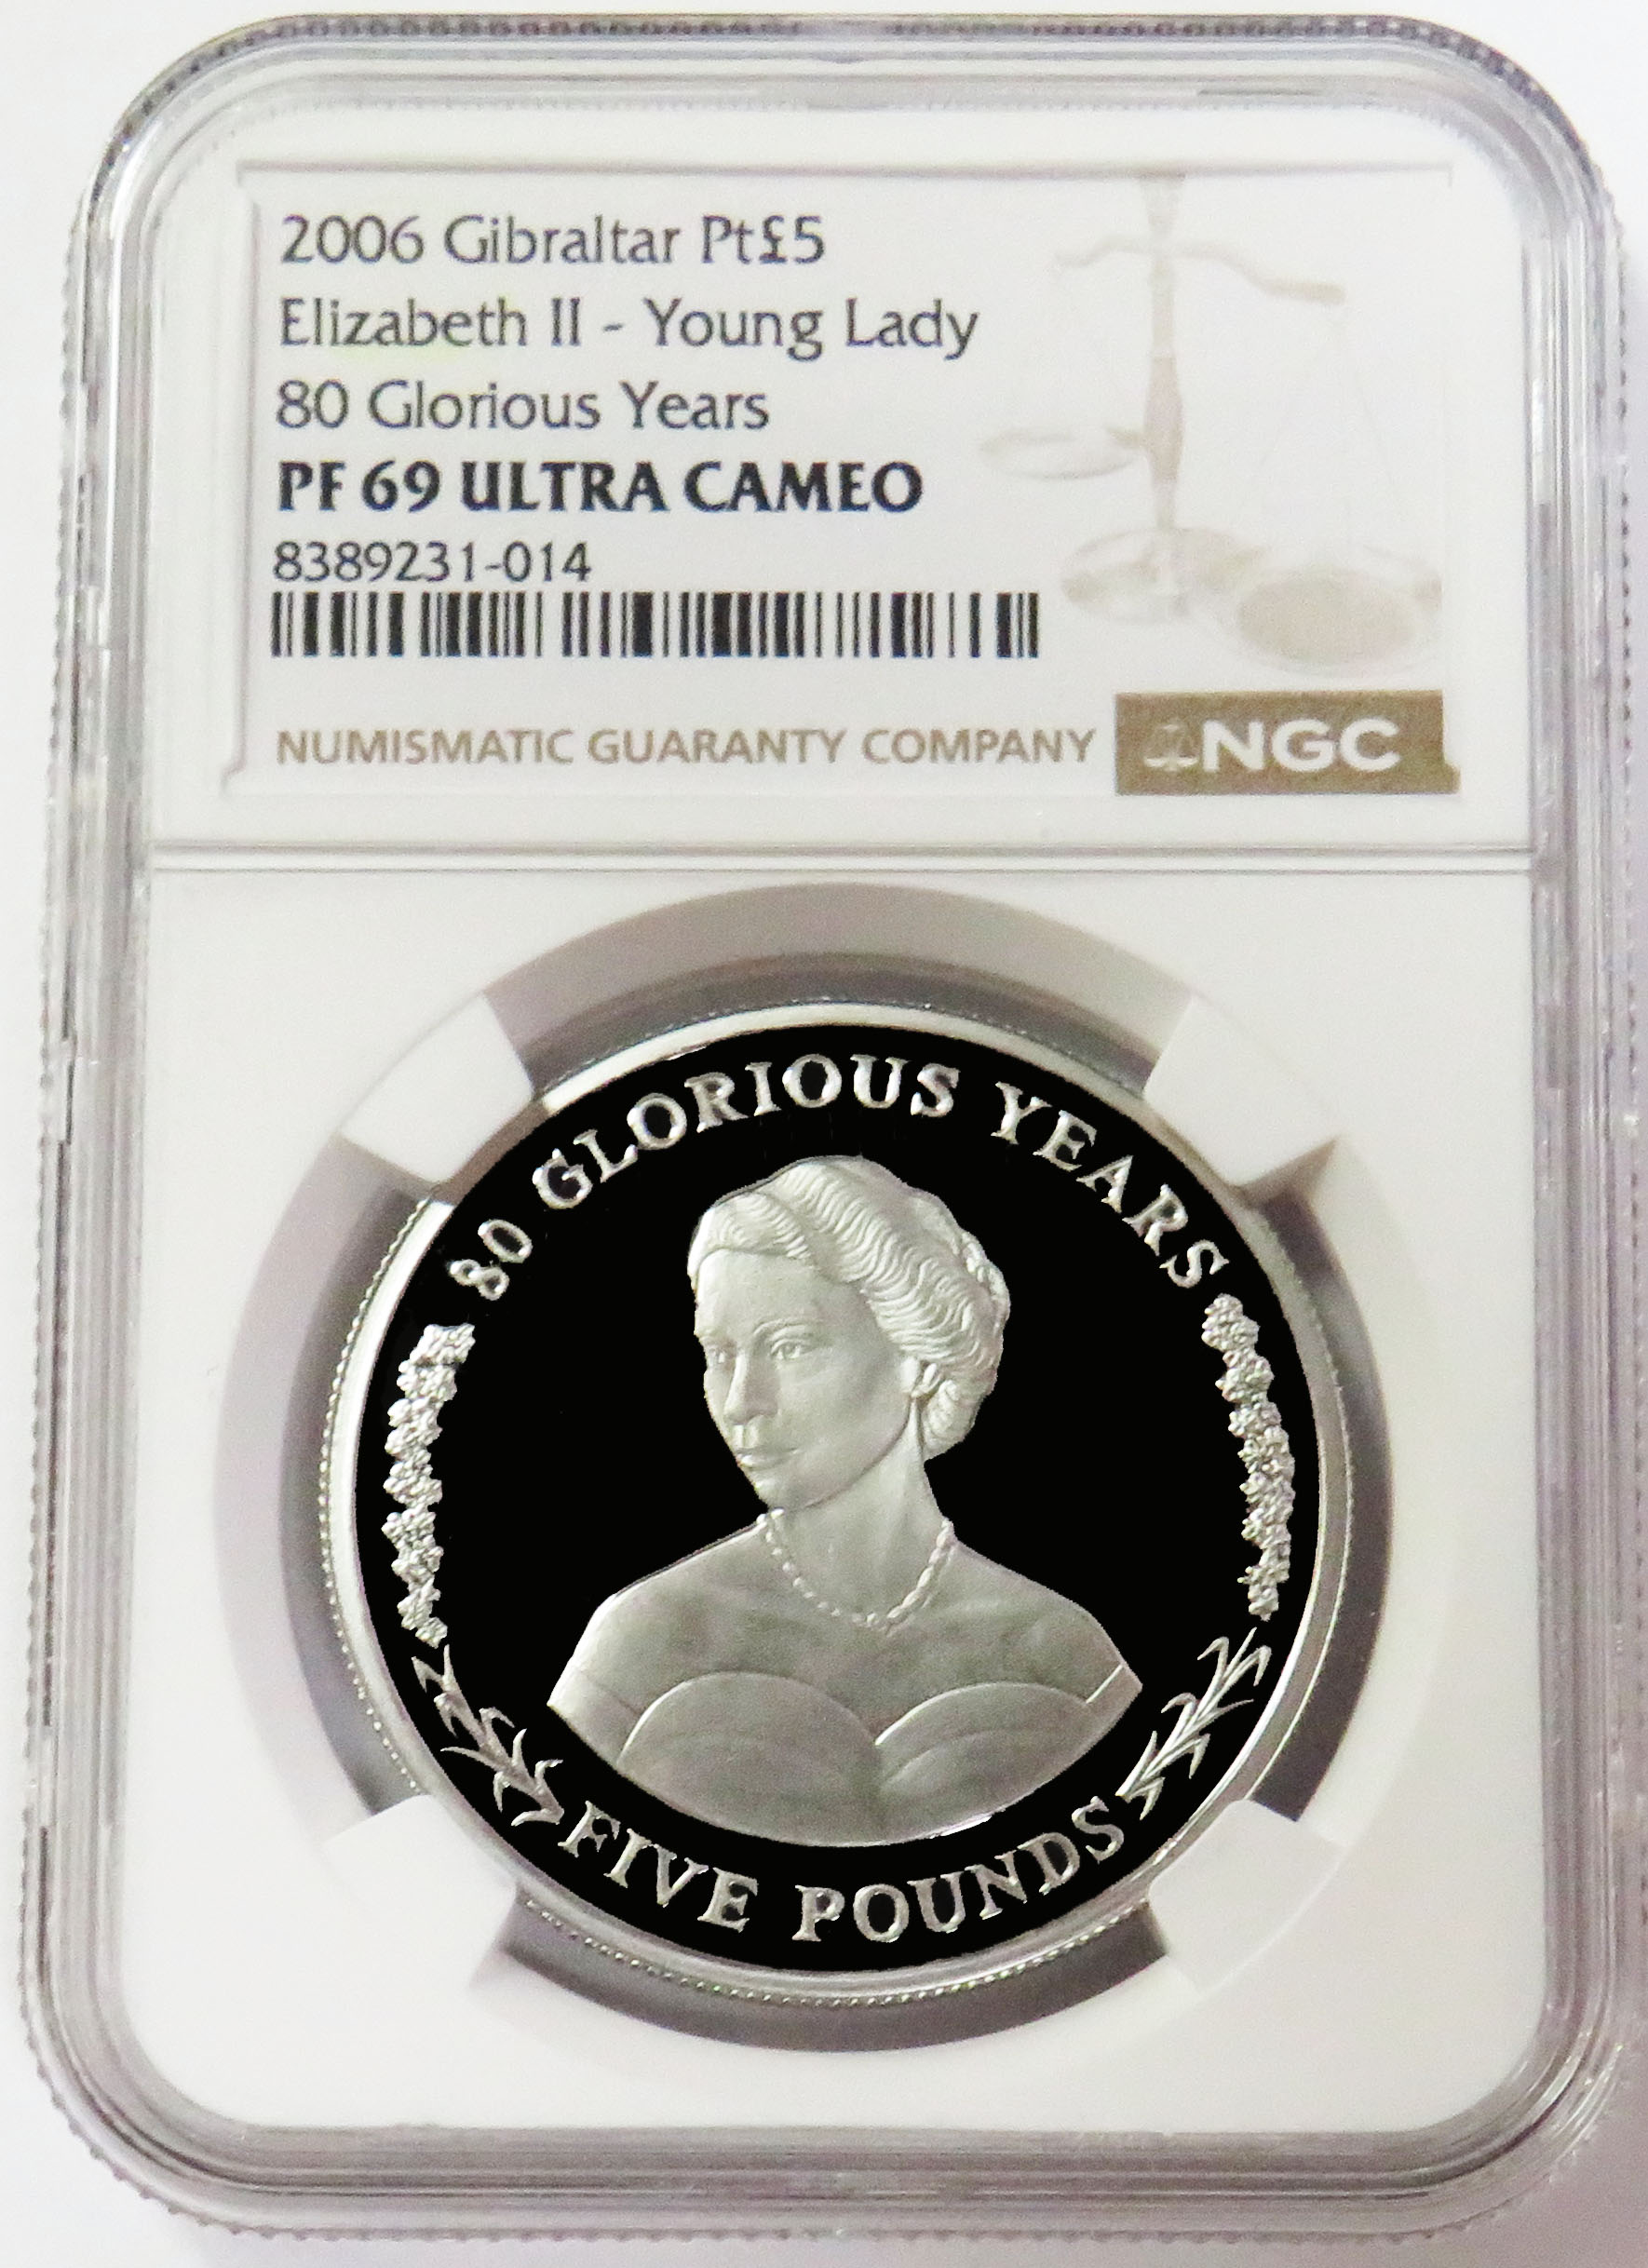 2006 Gibraltar Pt£5
Elizabeth II - Young Lady
80 Glorious Years
PF 69 ULTRA CAMEO
8389231-014
NUMISMATIC GUARANTY COMPANY NGC
80 GLORIOUS YEARS
FIVE POUNDS